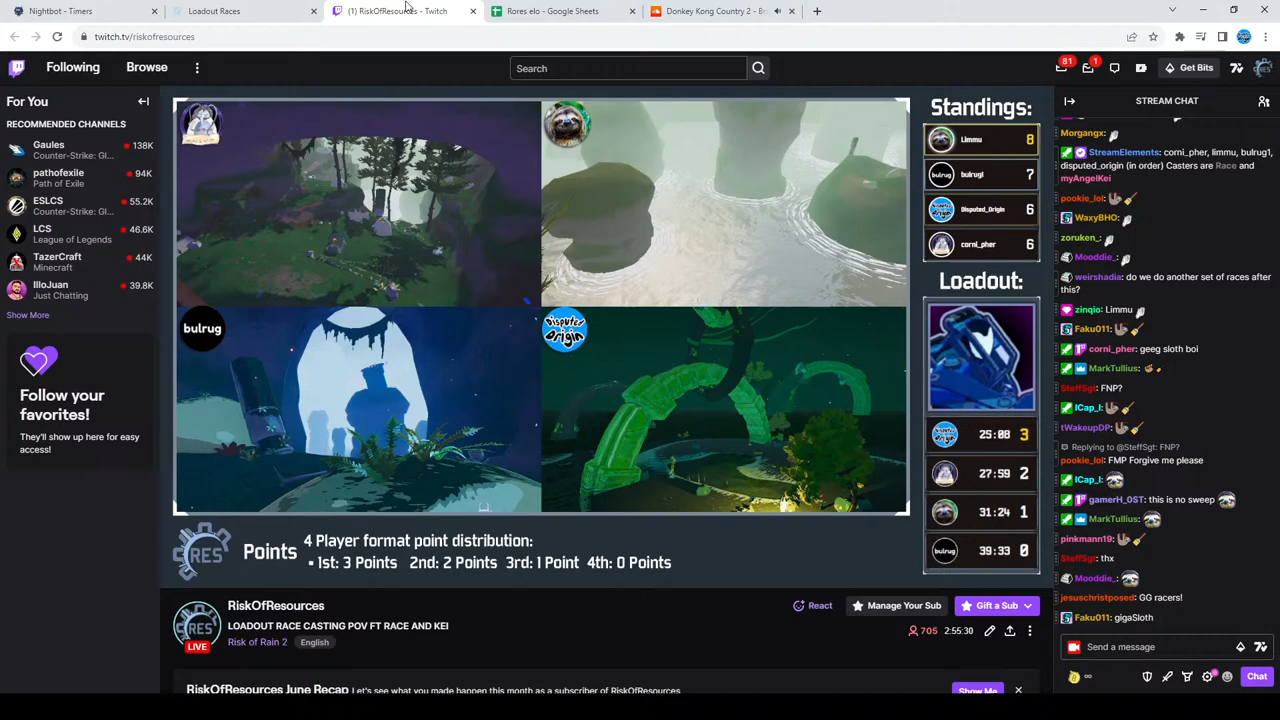 Nightbot - Timers
Loadout Races
(1) RiskOfResources - Twitch
Rores elo - Google Sheets
Donkey Kong Country 2 - B
twitch.tv/riskofresources
Following
Browse
Search
81
1
Get Bits
For You
RECOMMENDED CHANNELS
Gaules
138K
Counter-Strike: Gl...
pathofexile
94K
Path of Exile
ESLCS
55.2K
Counter-Strike: Gl...
LCS
46.6K
League of Legends
TazerCraft
44K
Minecraft
IlloJuan
39.8K
Just Chatting
Show More
Follow your
favorites!
They'll show up here for easy
access!
bulrug
Disputed
Origin
Standings:
Limmu 8
bulrug1 7
Disputed_Origin 6
corni_pher 6
Loadout:
25:08 3
27:59 2
31:24 1
39:33 0
RES
Points
4 Player format point distribution:
▪ 1st: 3 Points 2nd: 2 Points 3rd: 1 Point 4th: 0 Points
RiskOfResources
LOADOUT RACE CASTING POV FT RACE AND KEI
Risk of Rain 2
English
LIVE
React
Manage Your Sub
Gift a Sub
705
2:55:30
RiskOfResources June Recap Let's see what you made happen this month as a subscriber of RiskOfResources
Show Me
STREAM CHAT
Morgangx:
StreamElements: corni_pher, limmu, bulrug1,
disputed_origin (in order) Casters are Race and
myAngelKei
pookie_lol:
WaxyBHO:
zoruken_:
Mooddie_:
weirshadia: do we do another set of races after
this?
zinqio: Limmu
Faku011:
corni_pher: geeg sloth boi
MarkTullius:
SteffSgt: FNP?
ICap_I:
tWakeupDP:
Replying to @SteffSgt: FNP?
pookie_lol: FMP Forgive me please
ICap_I:
gamerH_0ST: this is no sweep
MarkTullius:
pinkmann19:
SteffSgt: thx
Mooddie_:
jesuschristposed: GG racers!
Faku011: gigaSloth
Send a message
Chat